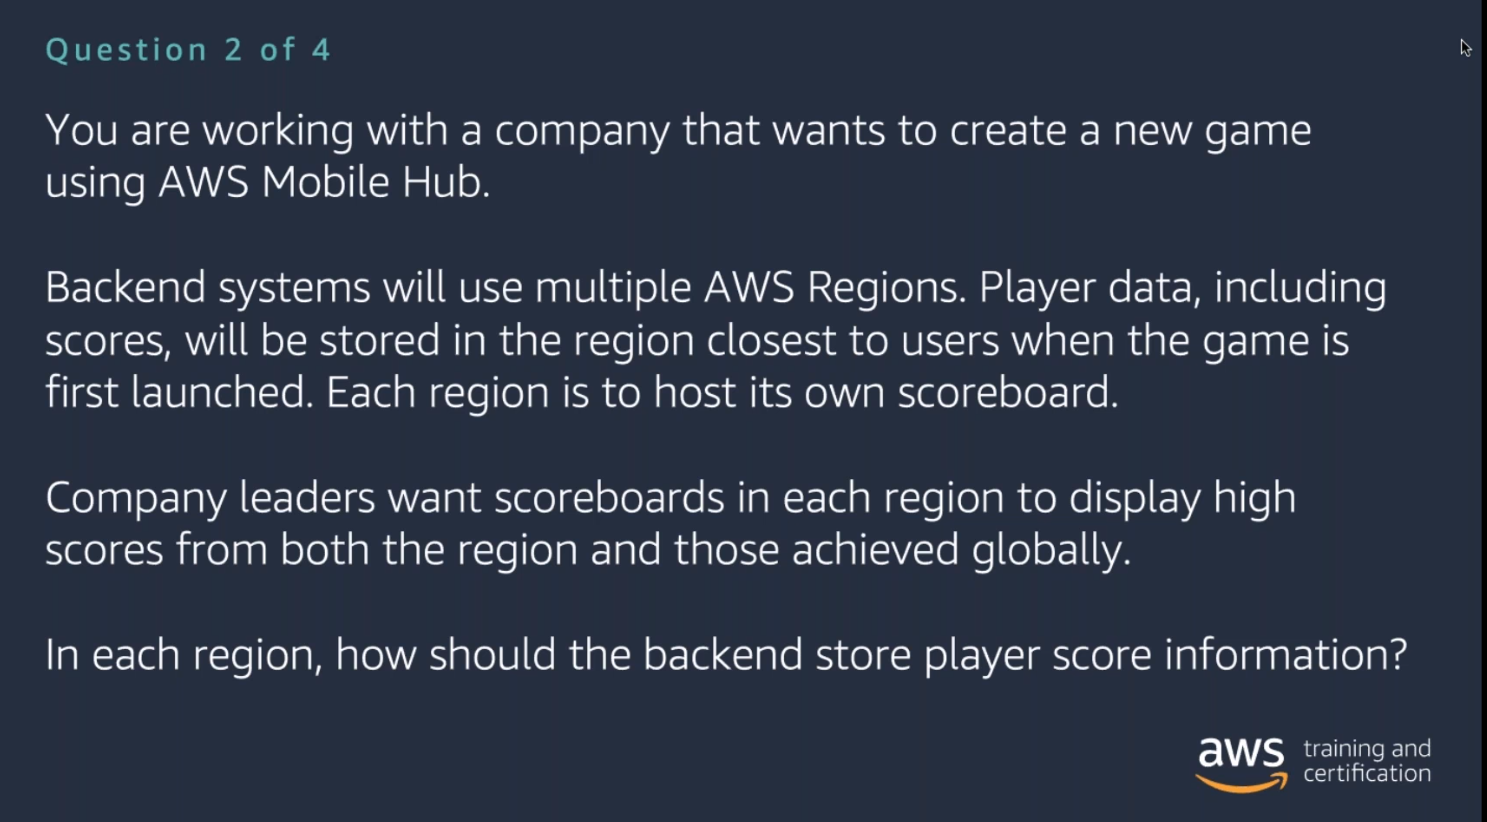 Question 2 of 4
You are working with a company that wants to create a new game
using AWS Mobile Hub.
Backend systems will use multiple AWS Regions. Player data, including
scores, will be stored in the region closest to users when the game is
first launched. Each region is to host its own scoreboard.
Company leaders want scoreboards in each region to display high
scores from both the region and those achieved globally.
In each region, how should the backend store player score information?
aws training and
certification